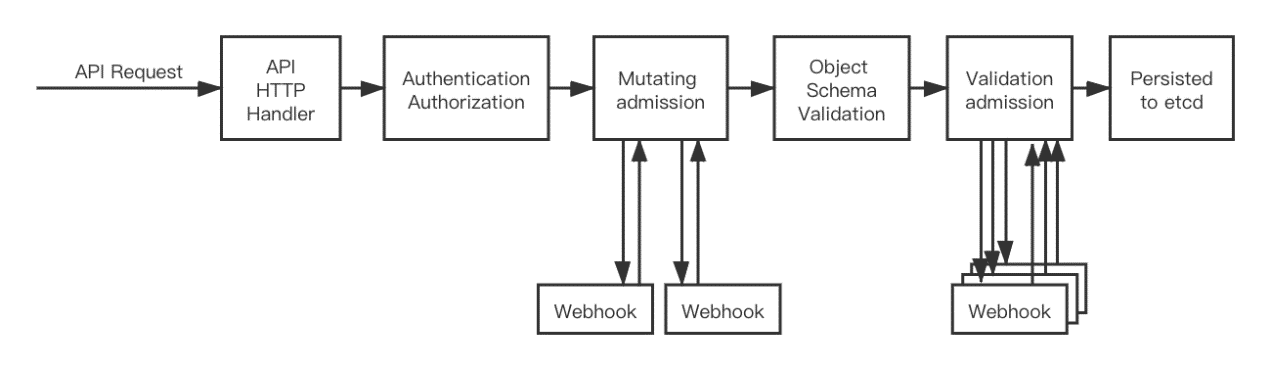 API Request
API
HTTP
Handler
Authentication
Authorization
Mutating
admission
Object
Schema
Validation
Validation
admission
Persisted
to etcd
Webhook
Webhook
Webhook